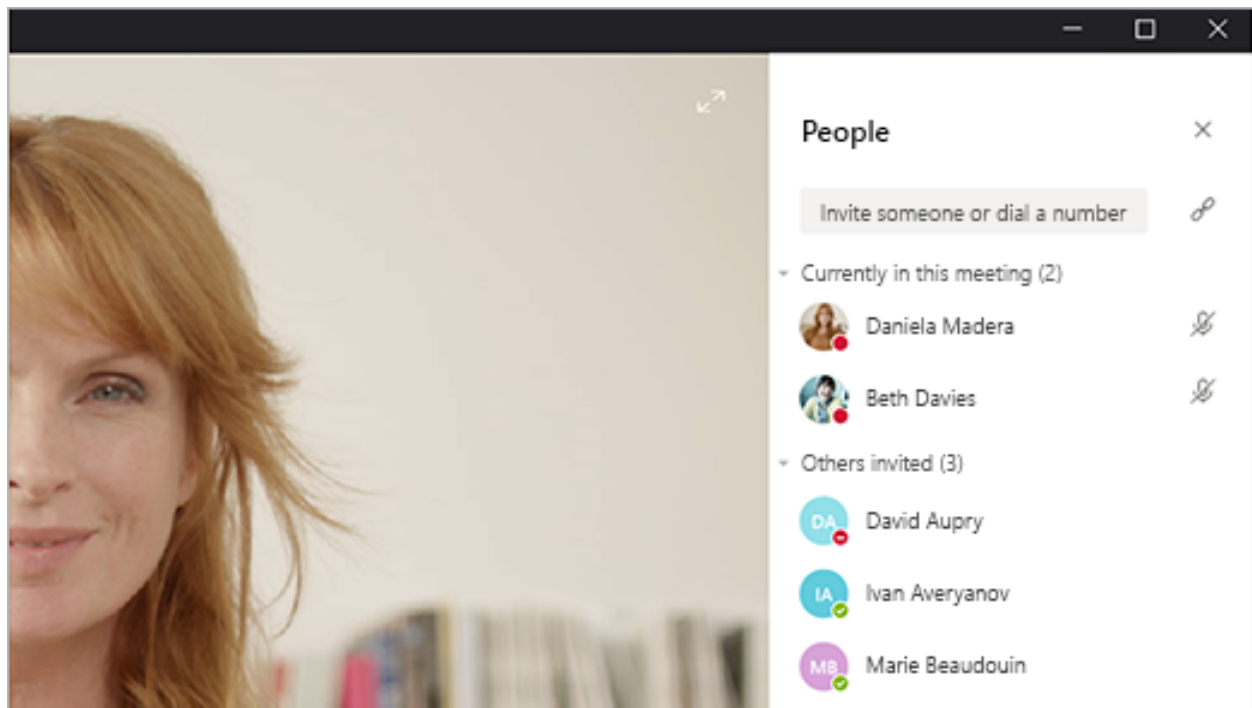 People
Invite someone or dial a number
Currently in this meeting (2)
Daniela Madera
Beth Davies
Others invited (3)
DA
David Aupry
IA
Ivan Averyanov
MB
Marie Beaudouin